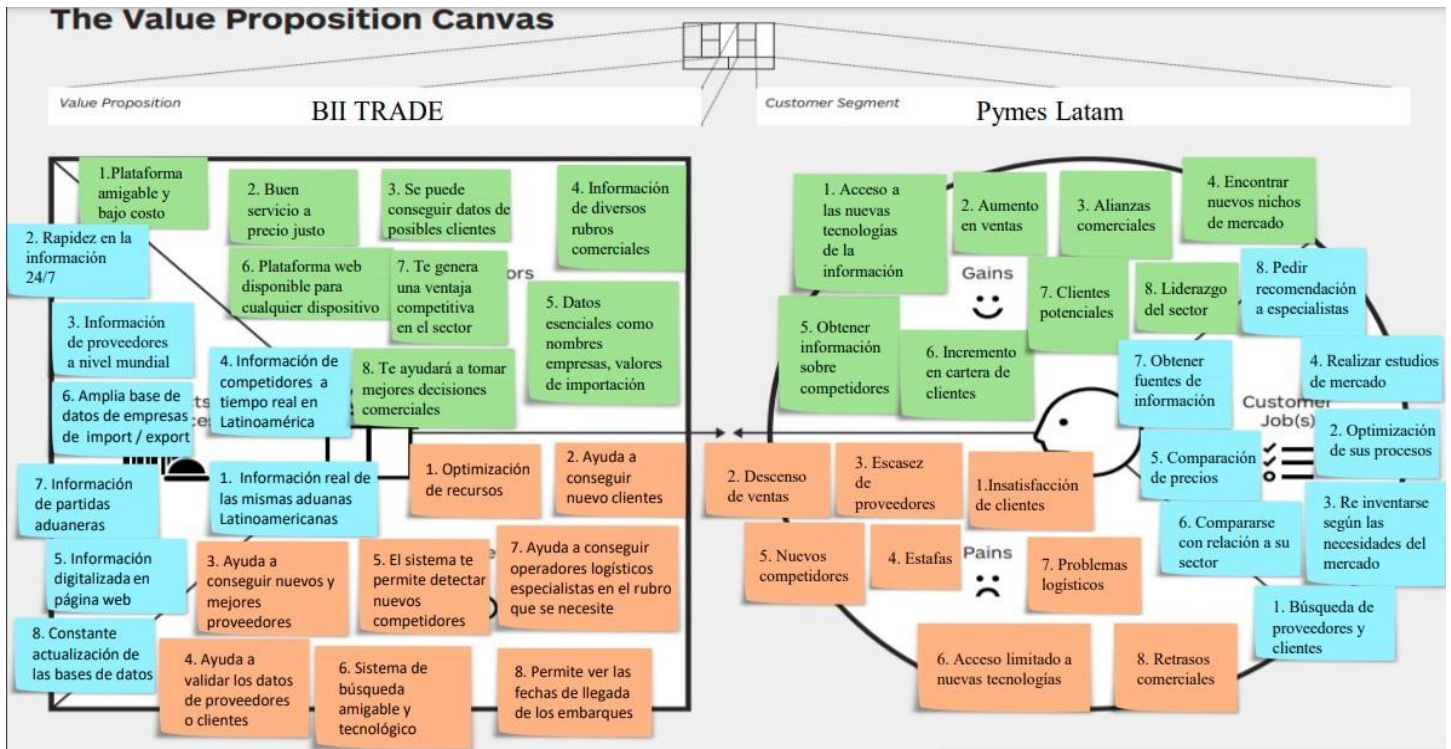 The Value Proposition Canvas
Value Proposition
BII TRADE
Customer Segment
Pymes Latam
1.Plataforma
amigable y
bajo costo
2. Buen
servicio a
precio justo
3. Se puede
conseguir datos de
posibles clientes
4. Información
de diversos
rubros
comerciales
2. Rapidez en la
información
24/7
6. Plataforma web
disponible para
cualquier dispositivo
7. Te genera
una ventaja
competitiva
en el sector
ors
5. Datos
esenciales como
nombres
empresas, valores
de importación
3. Información
de proveedores
a nivel mundial
4. Información de
competidores a
tiempo real en
Latinoamérica
8. Te ayudará a tomar
mejores decisiones
comerciales
6. Amplia base de
datos de empresas
de import / export
1. Optimización
de recursos
2. Ayuda a
conseguir
nuevo clientes
7. Información
de partidas
aduaneras
1. Información real de
las mismas aduanas
Latinoamericanas
5. Información
digitalizada en
página web
3. Ayuda a
conseguir nuevos y
mejores
proveedores
5. El sistema te
permite detectar
nuevos
competidores
7. Ayuda a conseguir
operadores logísticos
especialistas en el rubro
que se necesite
8. Constante
actualización de
las bases de datos
4. Ayuda a
validar los datos
de proveedores
o clientes
6. Sistema de
búsqueda
amigable y
tecnológico
8. Permite ver las
fechas de llegada
de los embarques
1. Acceso a
las nuevas
tecnologías
de la
información
2. Aumento
en ventas
3. Alianzas
comerciales
4. Encontrar
nuevos nichos
de mercado
Gains
7. Clientes
potenciales
8. Liderazgo
del sector
8. Pedir
recomendación
a especialistas
5. Obtener
información
sobre
competidores
6. Incremento
en cartera de
clientes
7. Obtener
fuentes de
información
4. Realizar estudios
de mercado
Customer
Job(s)
2. Optimización
de sus procesos
2. Descenso
de ventas
3. Escasez
de
proveedores
1.Insatisfacción
de clientes
5. Comparación
de precios
3. Re inventarse
según las
necesidades del
mercado
6. Compararse
con relación a su
sector
5. Nuevos
competidores
4. Estafas
Pains
7. Problemas
logísticos
1. Búsqueda de
proveedores y
clientes
6. Acceso limitado a
nuevas tecnologías
8. Retrasos
comerciales